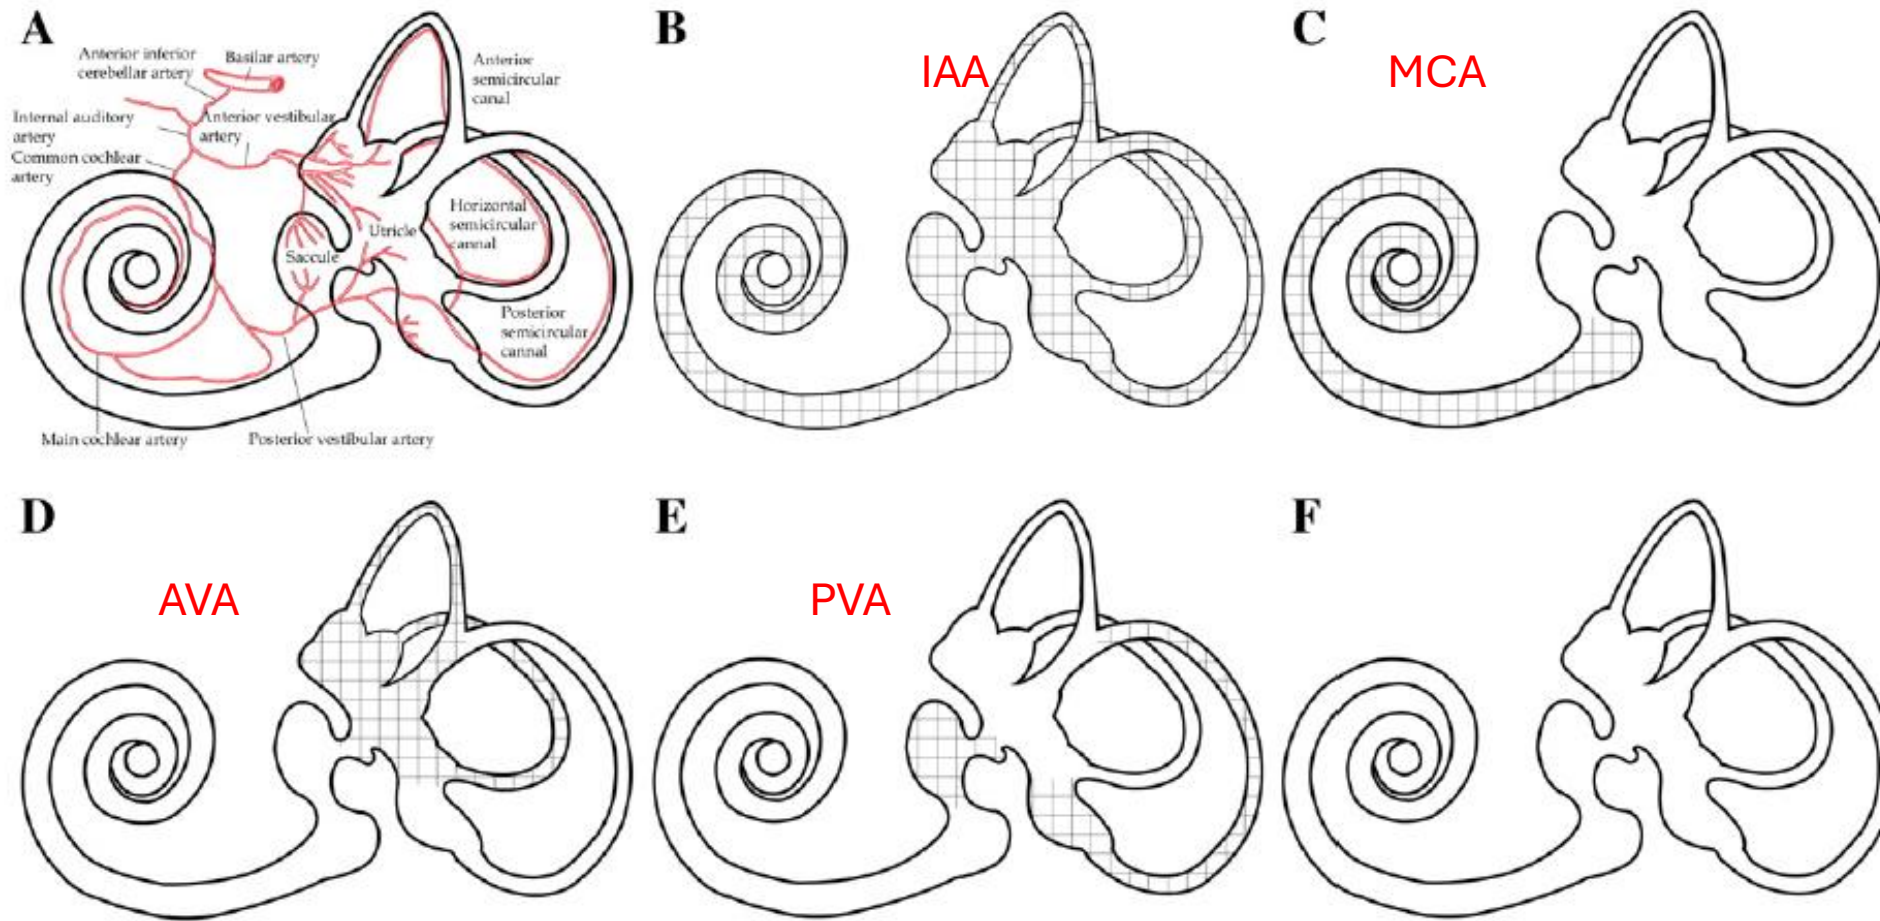 A
Anterior inferior
cerebellar artery
Basilar artery
Internal auditory
artery
Anterior vestibular
artery
Common cochlear
artery
Anterior
semicircular
canal
Horizontal
semicircular
cannal
Utricle
Saccule
Posterior
semicircular
cannal
Main cochlear artery
Posterior vestibular artery
B
IAA
C
MCA
D
AVA
E
PVA
F